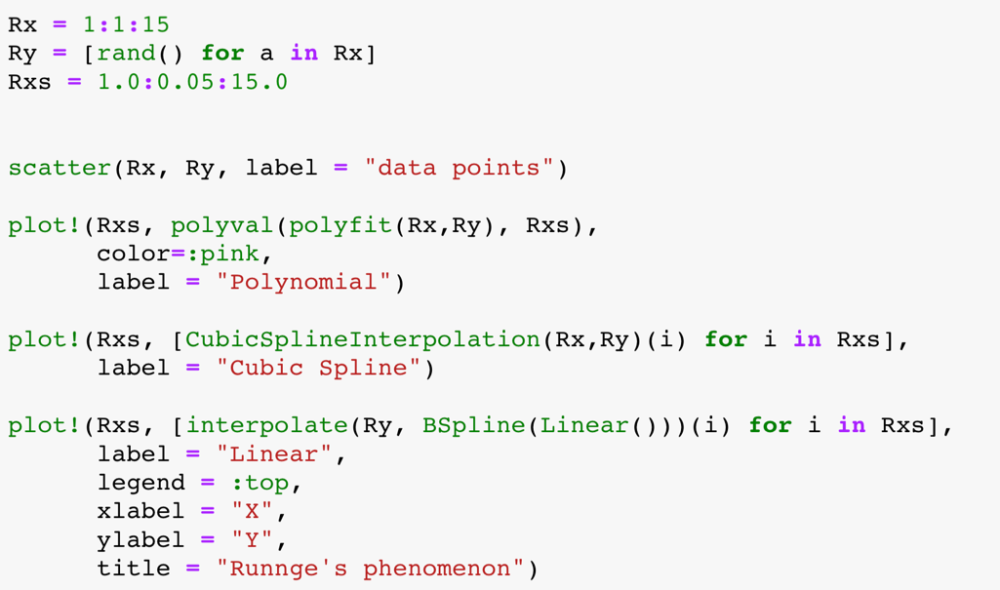 Rx = 1:1:15
Ry = [rand() for a in Rx]
Rxs = 1.0:0.05:15.0
scatter(Rx, Ry, label = "data points")
plot!(Rxs, polyval(polyfit(Rx,Ry), Rxs),
color=:pink,
label = "Polynomial")
plot!(Rxs, [CubicSplineInterpolation(Rx,Ry)(i) for i in Rxs],
label = "Cubic Spline")
plot!(Rxs, [interpolate(Ry, BSpline(Linear()))(i) for i in Rxs],
label = "Linear",
legend = :top,
xlabel = "X",
ylabel = "Y",
title = "Runnge's phenomenon")